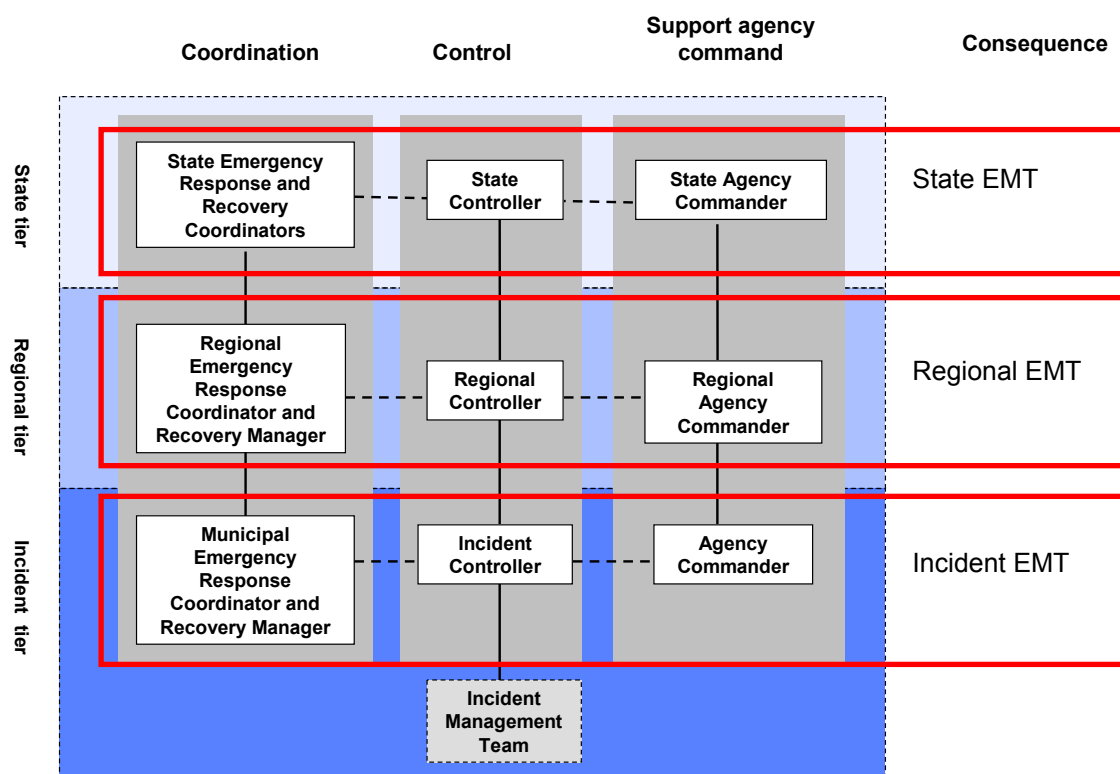 Coordination
Control
Support agency
command
Consequence
State tier
State Emergency
Response and
Recovery
Coordinators
State
Controller
State Agency
Commander
State EMT
Regional tier
Regional
Emergency
Response
Coordinator and
Recovery Manager
Regional
Controller
Regional
Agency
Commander
Regional EMT
Incident tier
Municipal
Emergency
Response
Coordinator and
Recovery Manager
Incident
Controller
Agency
Commander
Incident EMT
Incident
Management
Team